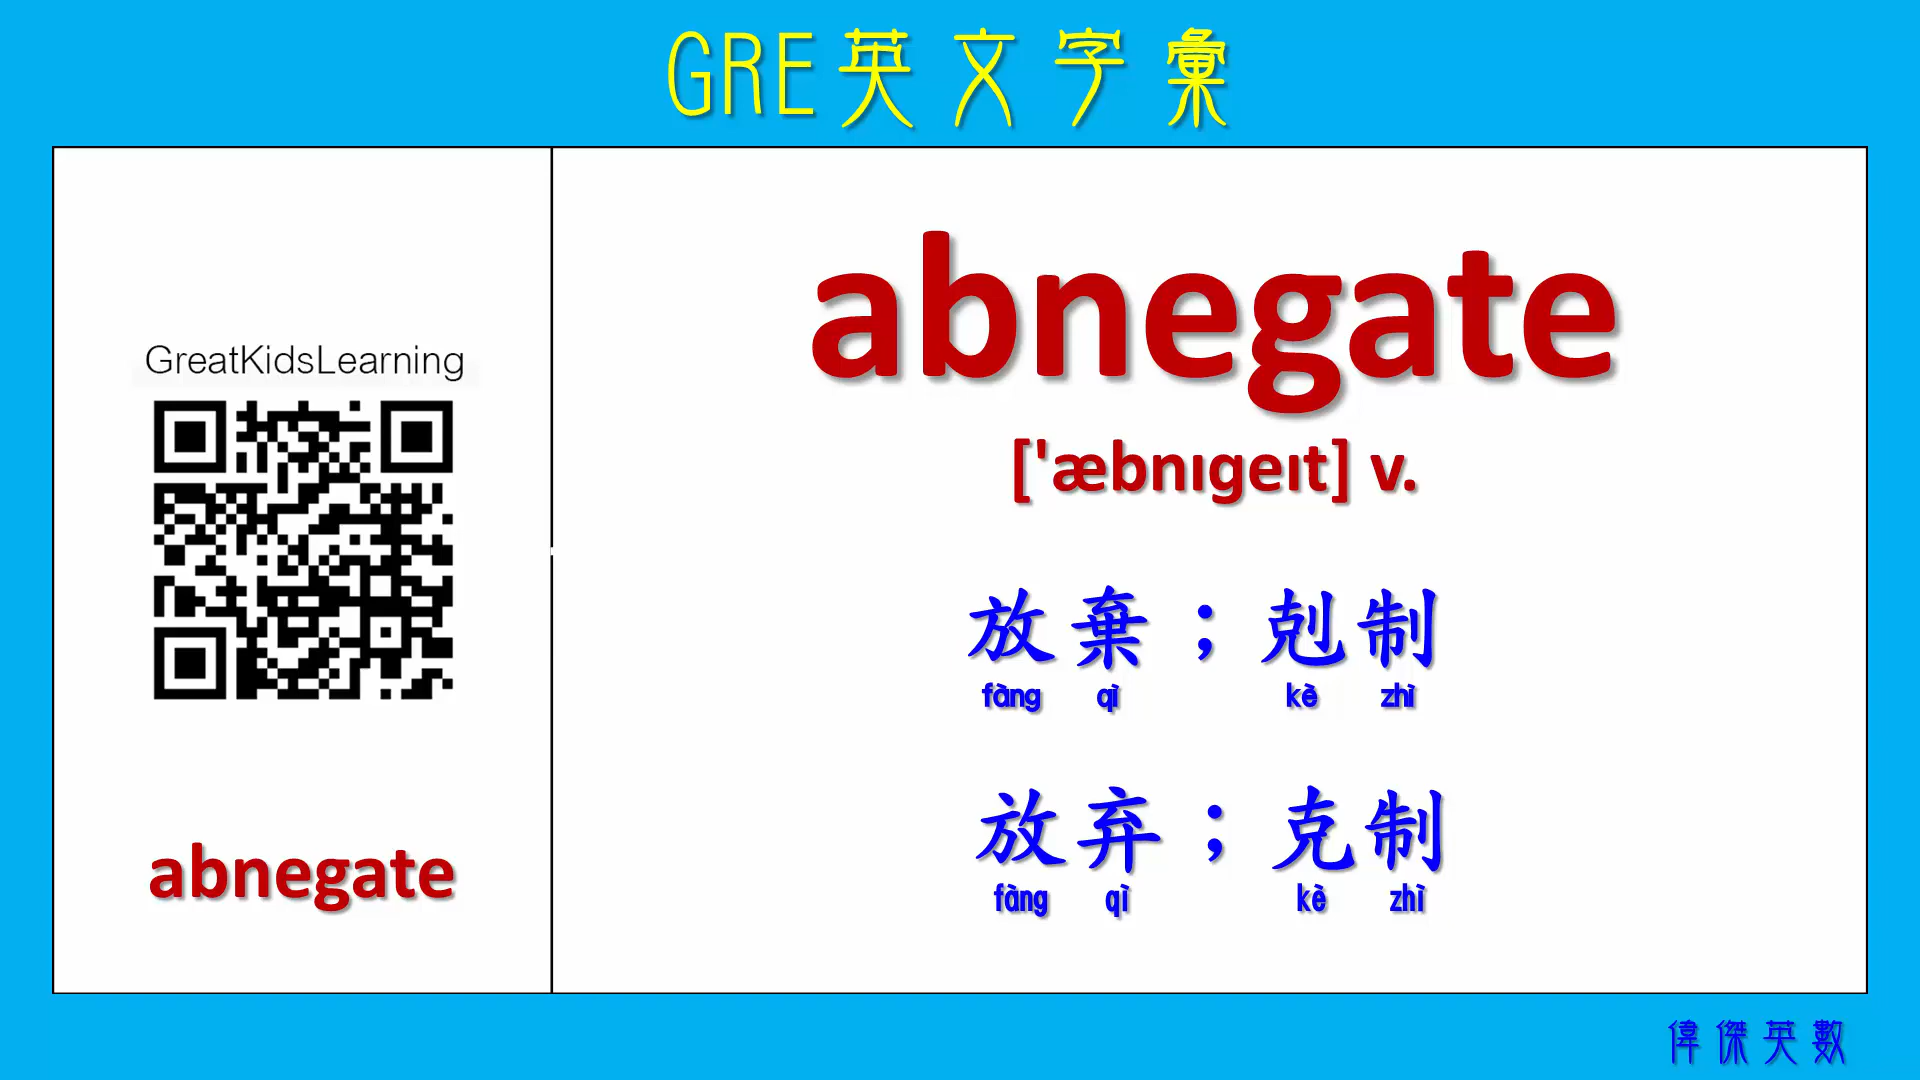 GRE英文字彙
GreatKidsLearning
abnegate
abnegate
['æbnıgeıt] v.
放棄；剋制
fàng qì kè zhì
放弃；克制
fàng qì kè zhì
偉傑英數